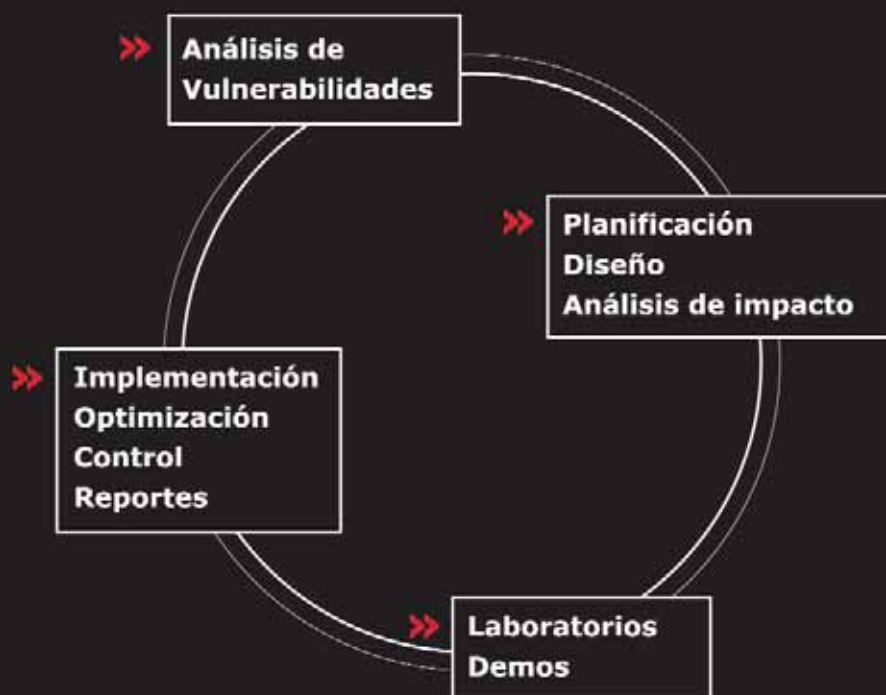 Análisis de
Vulnerabilidades
Planificación
Diseño
Análisis de impacto
Implementación
Optimización
Control
Reportes
Laboratorios
Demos